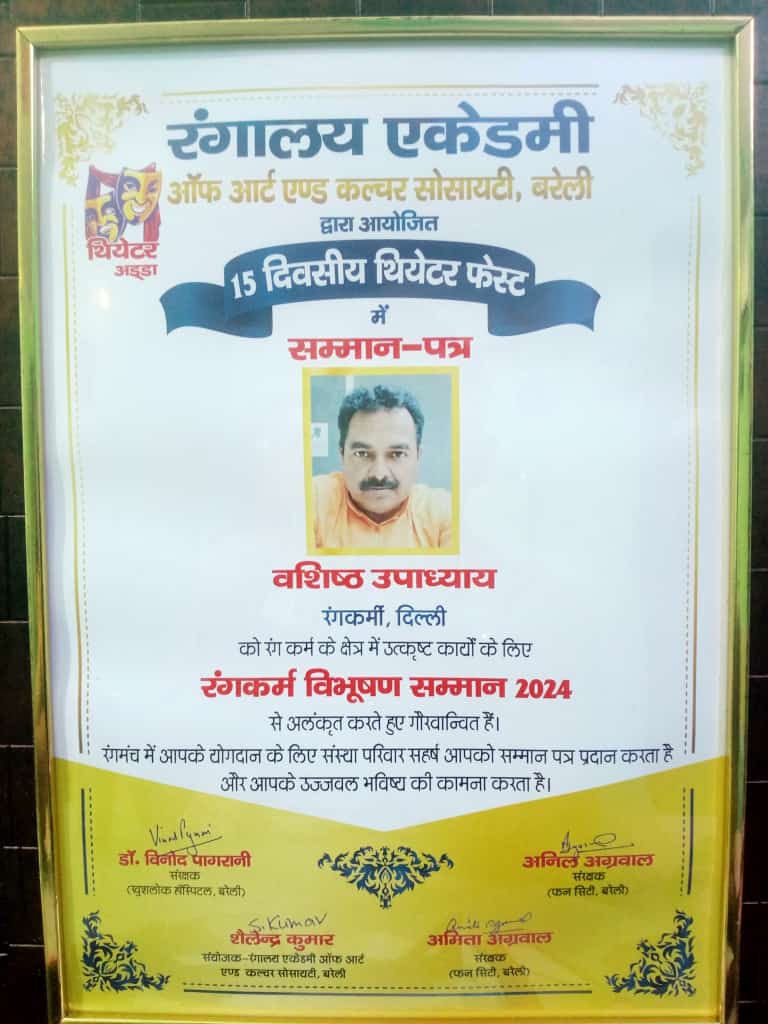 रंगालय एकेडमी
ऑफ आर्ट एण्ड कल्चर सोसायटी, बरेली
थियेटर
अड्डा
द्वारा आयोजित
15 दिवसीय थियेटर फेस्ट
में
सम्मान-पत्र
वशिष्ठ उपाध्याय
रंगकर्मी, दिल्ली
को रंग कर्म के क्षेत्र में उत्कृष्ट कार्यों के लिए
रंगकर्म विभूषण सम्मान 2024
से अलंकृत करते हुए गौरवान्वित हैं।
रंगमंच में आपके योगदान के लिए संस्था परिवार सहर्ष आपको सम्मान पत्र प्रदान करता है
और आपके उज्जवल भविष्य की कामना करता है।
डॉ. विनोद पागरानी
संरक्षक
(खुशलोक हॉस्पिटल, बरेली)
अनिल अग्रवाल
संरक्षक
(फन सिटी, बरेली)
S. KUMAR
शैलेन्द्र कुमार
संयोजक-रंगालय एकेडमी ऑफ आर्ट
एण्ड कल्चर सोसायटी, बरेली
अमिता अग्रवाल
संरक्षक
(फन सिटी, बरेली)